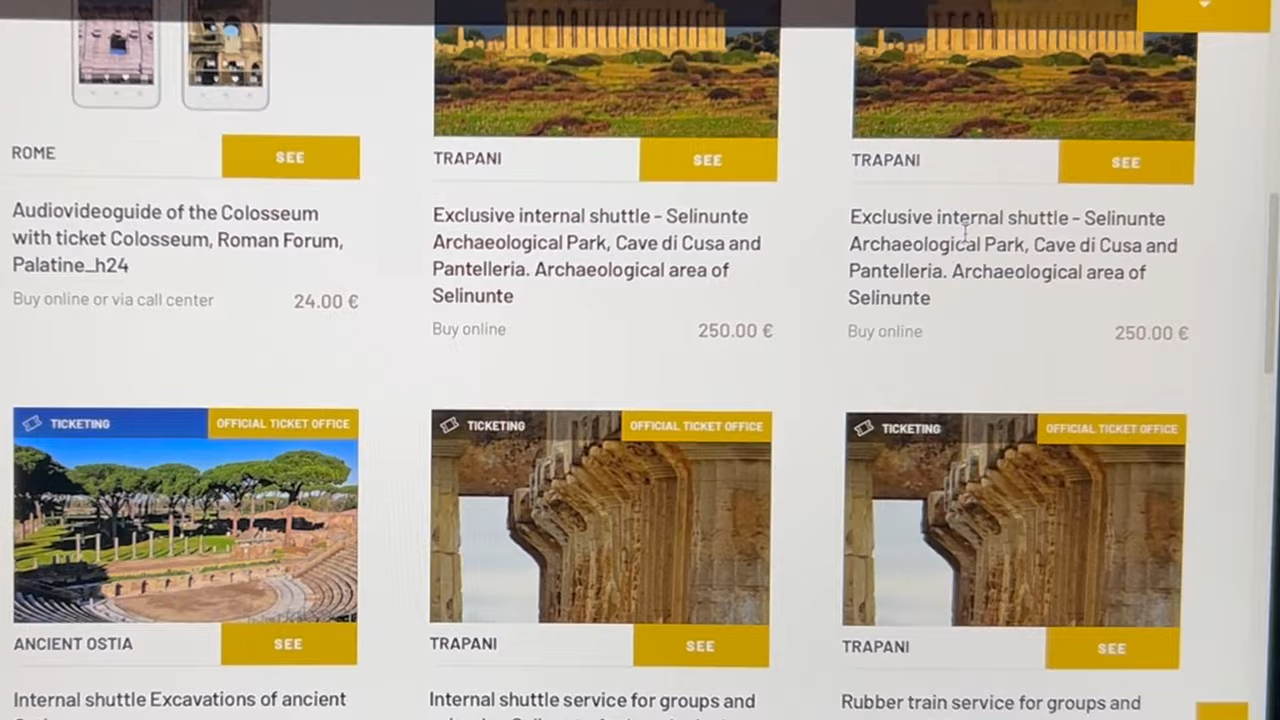 ROME
SEE
Audiovideoguide of the Colosseum
with ticket Colosseum, Roman Forum,
Palatine_h24
Buy online or via call center
24.00 €
TRAPANI
SEE
Exclusive internal shuttle - Selinunte
Archaeological Park, Cave di Cusa and
Pantelleria. Archaeological area of
Selinunte
Buy online
250.00 €
TRAPANI
SEE
Exclusive internal shuttle - Selinunte
Archaeological Park, Cave di Cusa and
Pantelleria. Archaeological area of
Selinunte
Buy online
250.00 €
TICKETING
OFFICIAL TICKET OFFICE
ANCIENT OSTIA
SEE
Internal shuttle Excavations of ancient
TICKETING
OFFICIAL TICKET OFFICE
TRAPANI
SEE
Internal shuttle service for groups and
TICKETING
OFFICIAL TICKET OFFICE
TRAPANI
SEE
Rubber train service for groups and